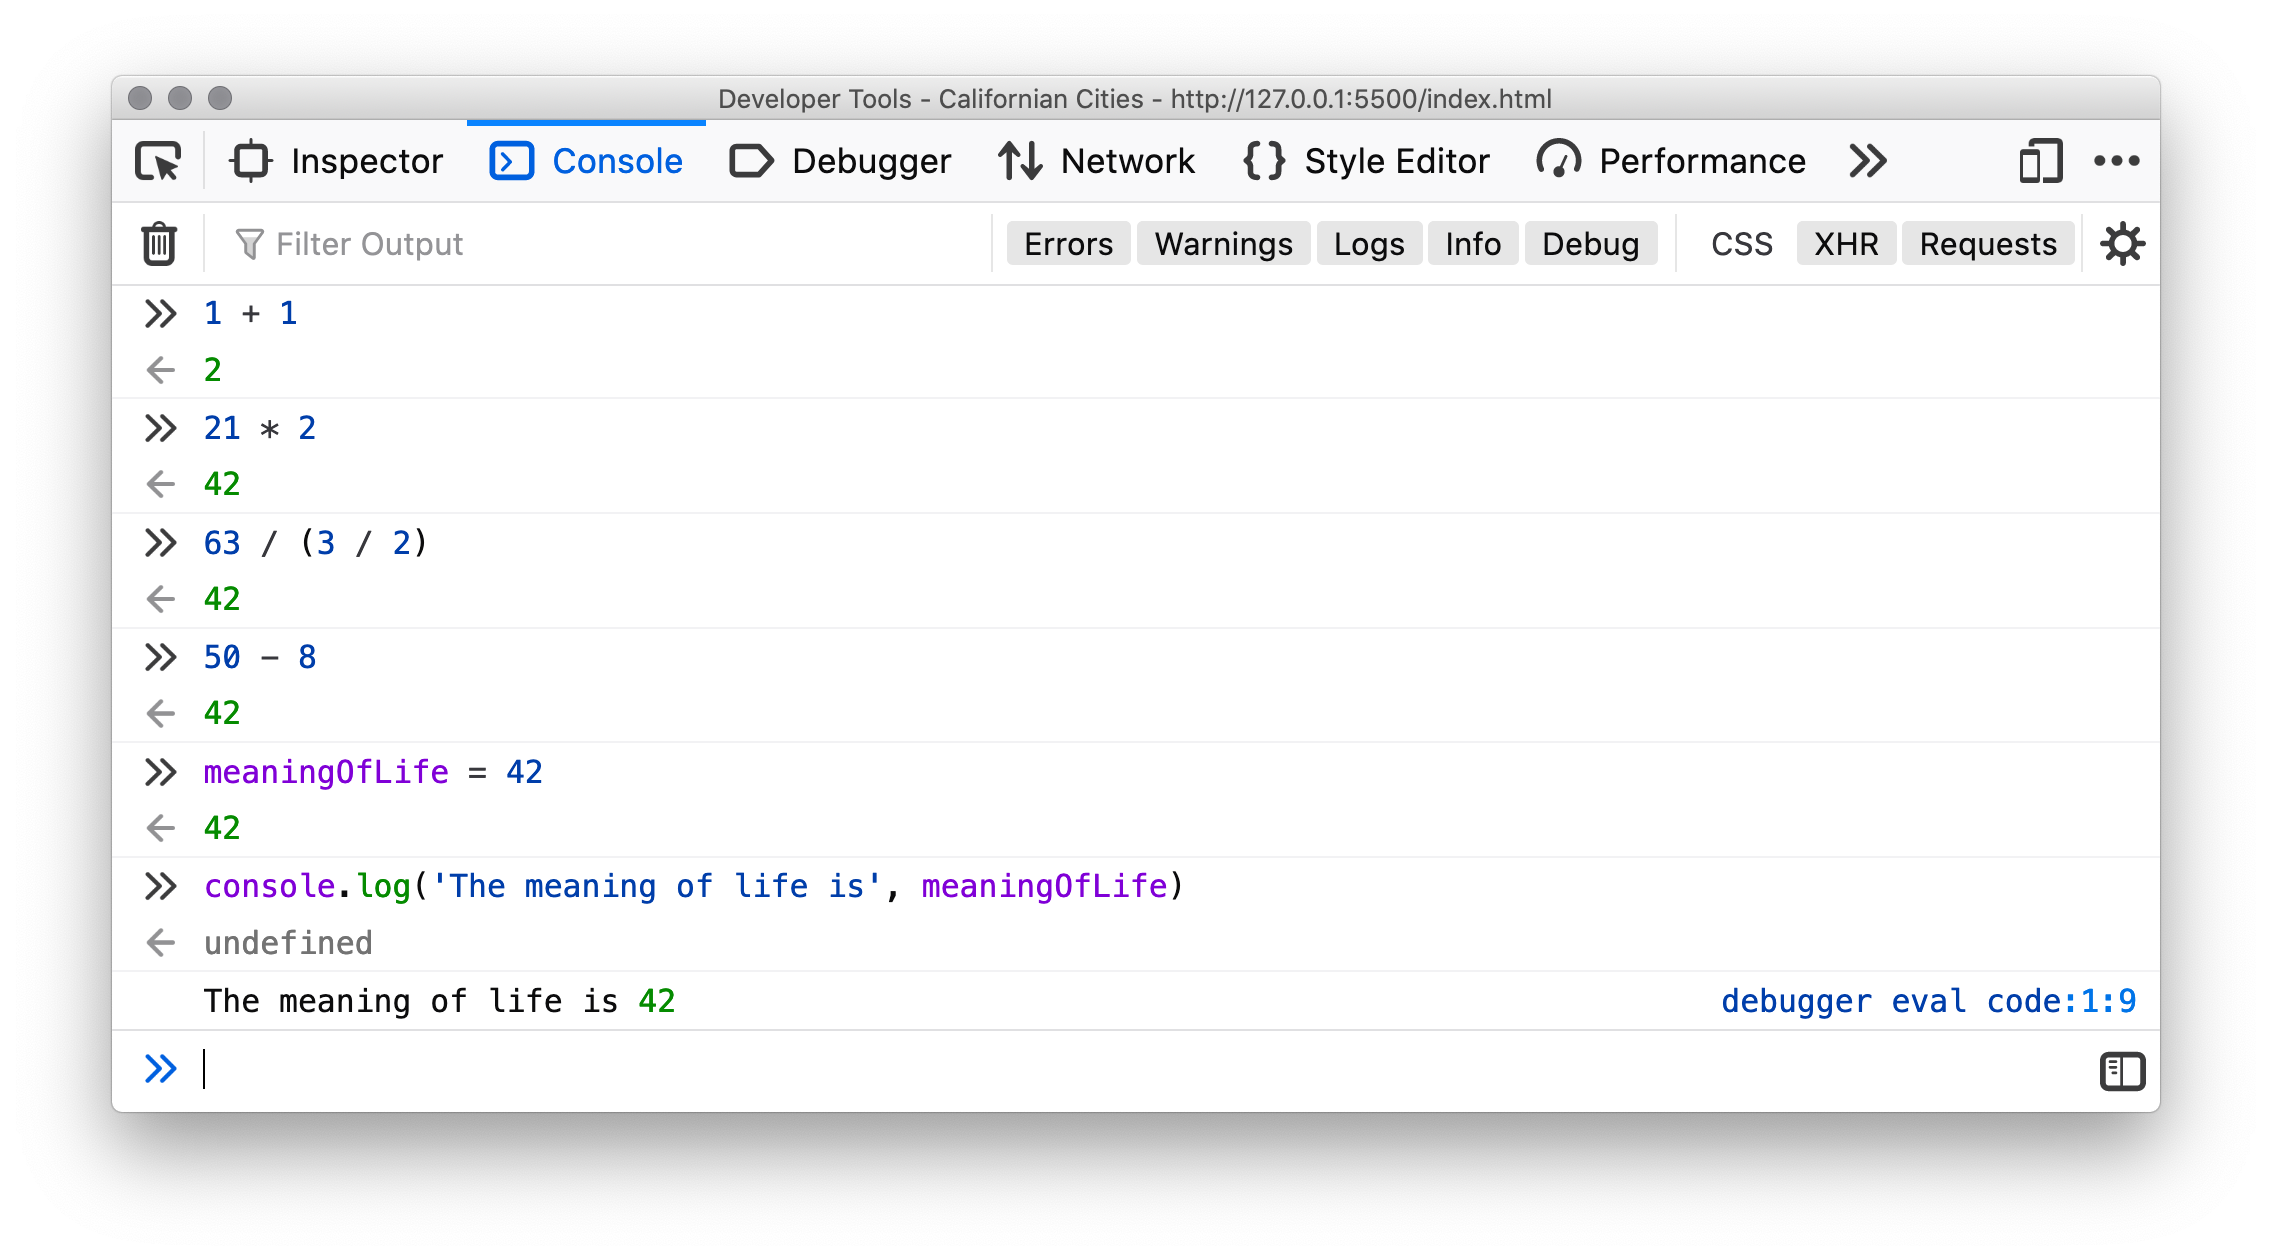 Developer Tools - Californian Cities - http://127.0.0.1:5500/index.html
Inspector Console Debugger Network Style Editor Performance
Filter Output Errors Warnings Logs Info Debug CSS XHR Requests
1 + 1
2
21 * 2
42
63 / (3 / 2)
42
50 - 8
42
meaningOfLife = 42
42
console.log('The meaning of life is', meaningOfLife)
undefined
The meaning of life is 42 debugger eval code:1:9